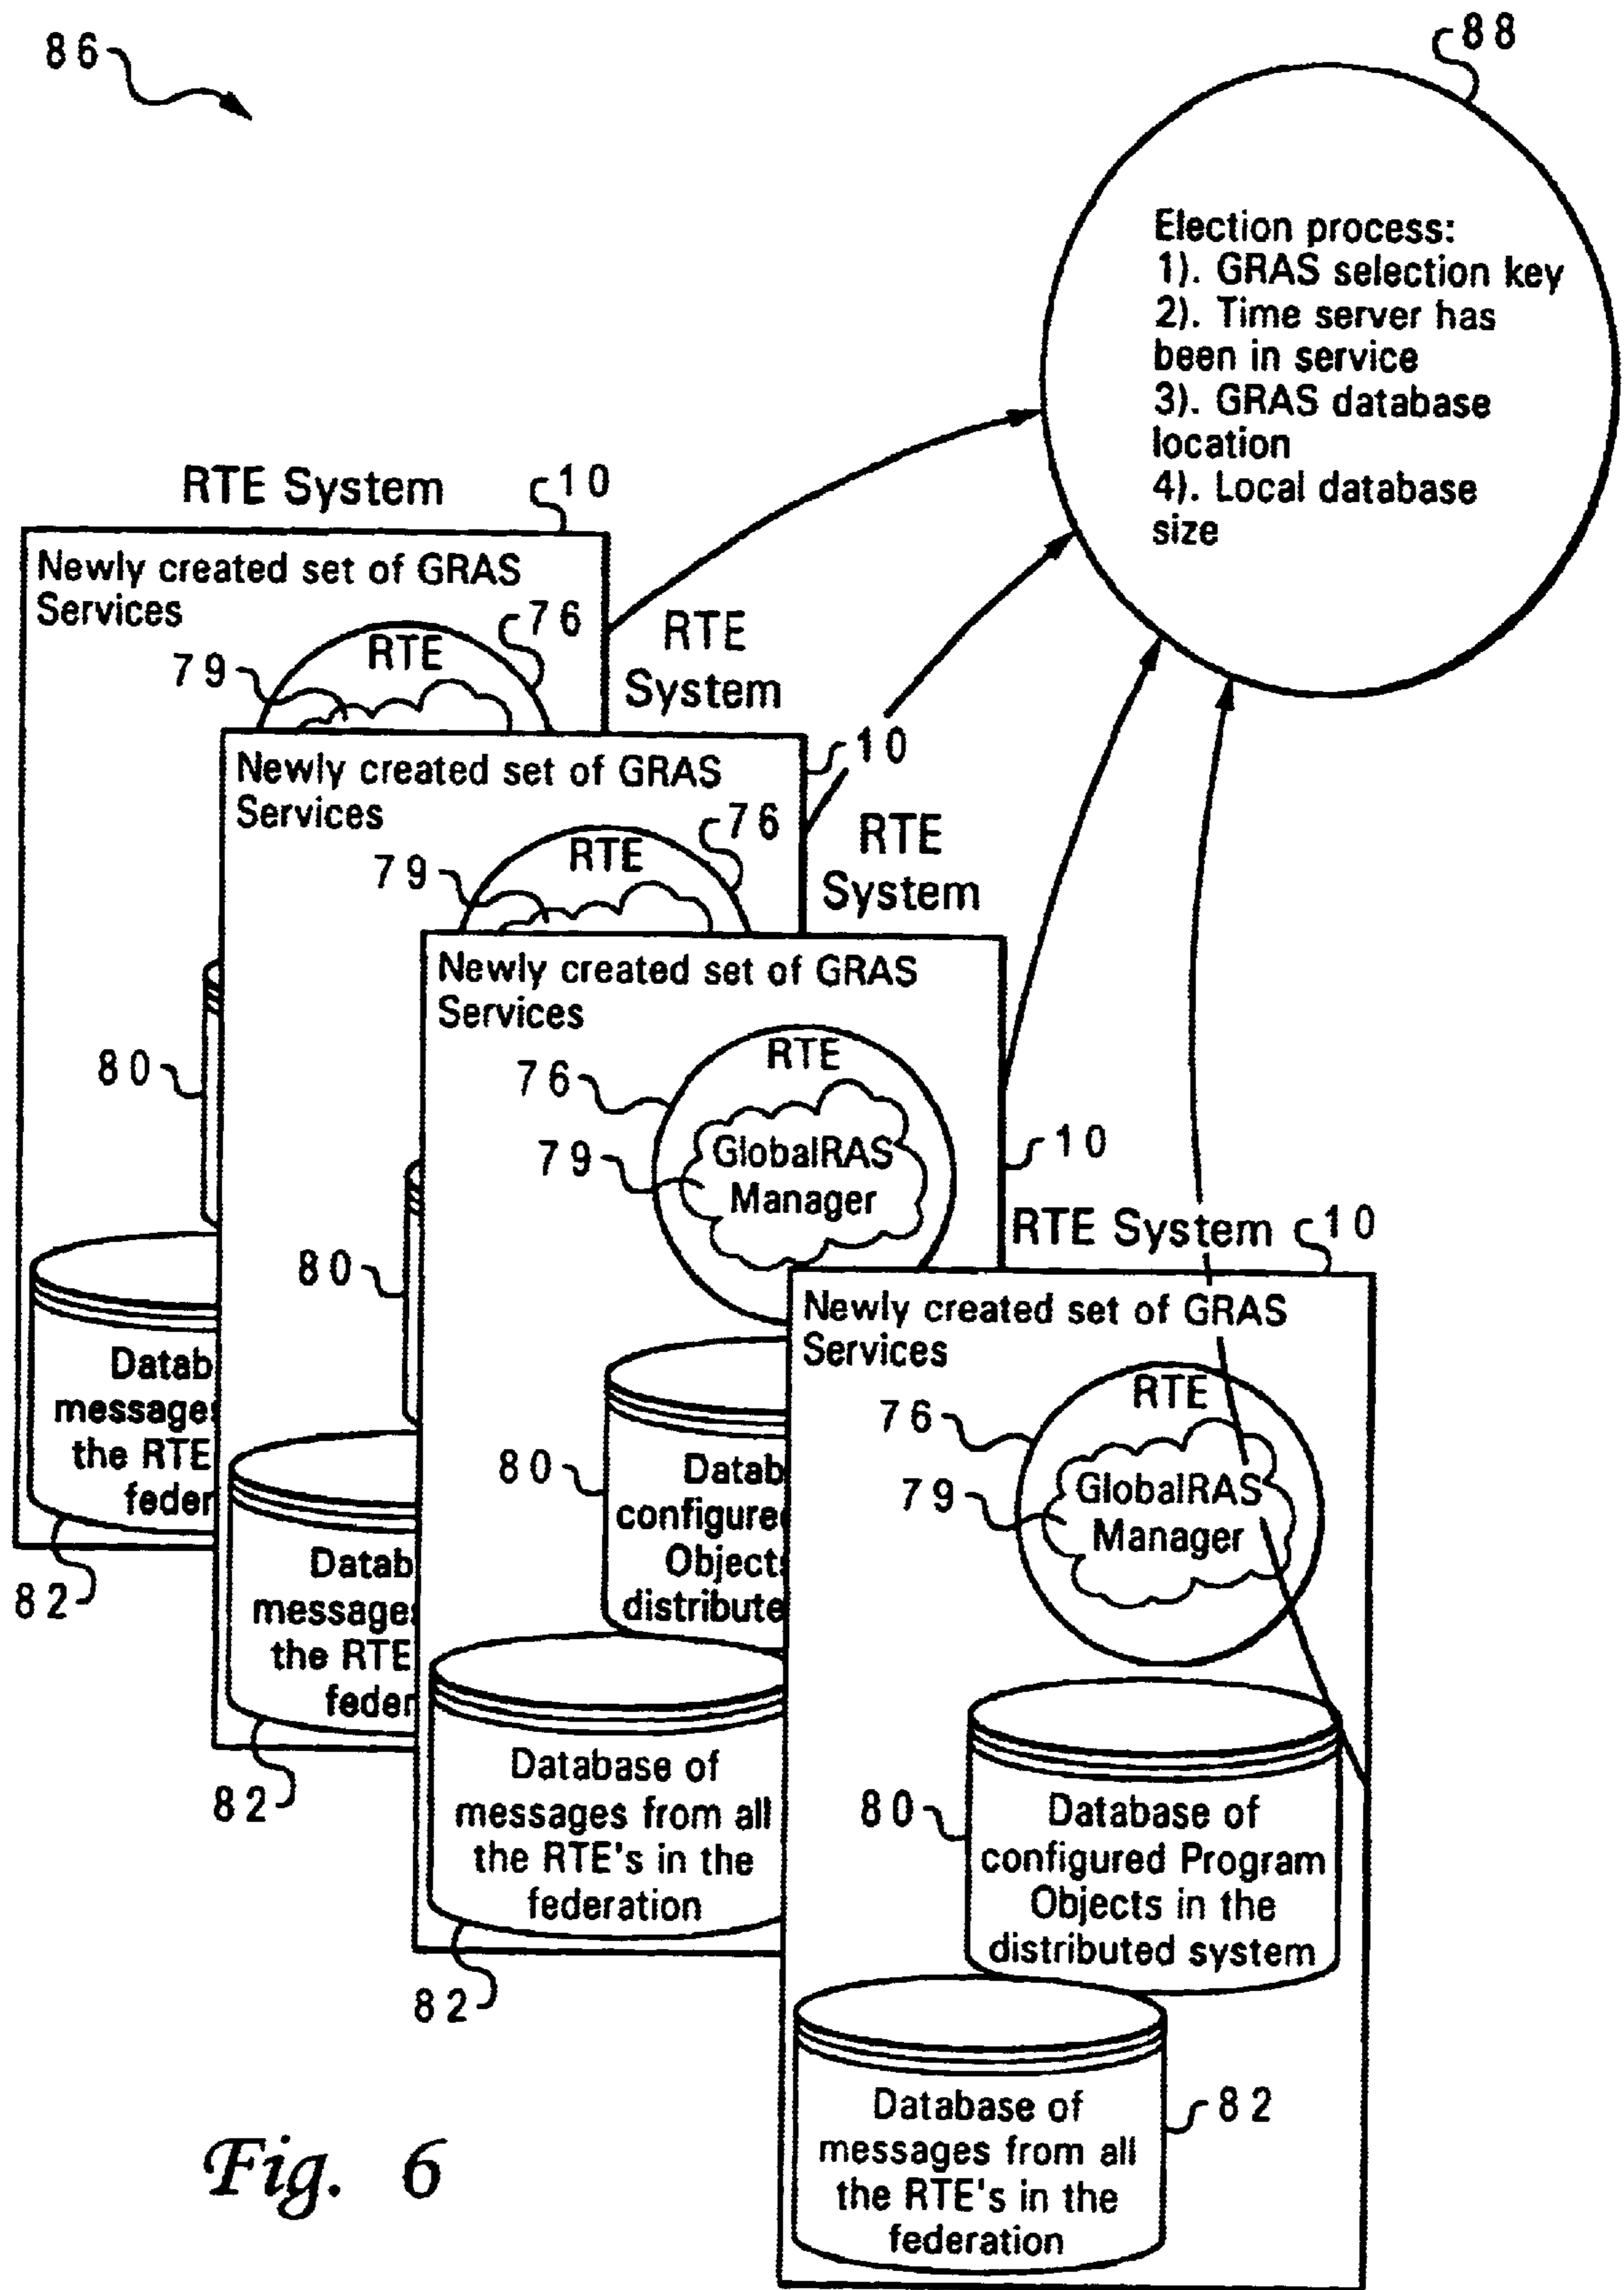 86
88
Election process:
1). GRAS selection key
2). Time server has
been in service
3). GRAS database
location
4). Local database
size
RTE System
10
Newly created set of GRAS
Services
76
RTE
79
80
Datab
message
the RTE
feder
82
RTE
System
10
Newly created set of GRAS
Services
76
RTE
79
80
Datab
message
the RTE
feder
82
RTE
System
10
Newly created set of GRAS
Services
RTE
76
79
GlobalRAS
Manager
80
Datab
configure
Object
distribute
Database of
messages from all
the RTE's in the
federation
82
RTE System
10
Newly created set of GRAS
Services
RTE
76
79
GlobalRAS
Manager
80
Database of
configured Program
Objects in the
distributed system
82
Database of
messages from all
the RTE's in the
federation
Fig. 6